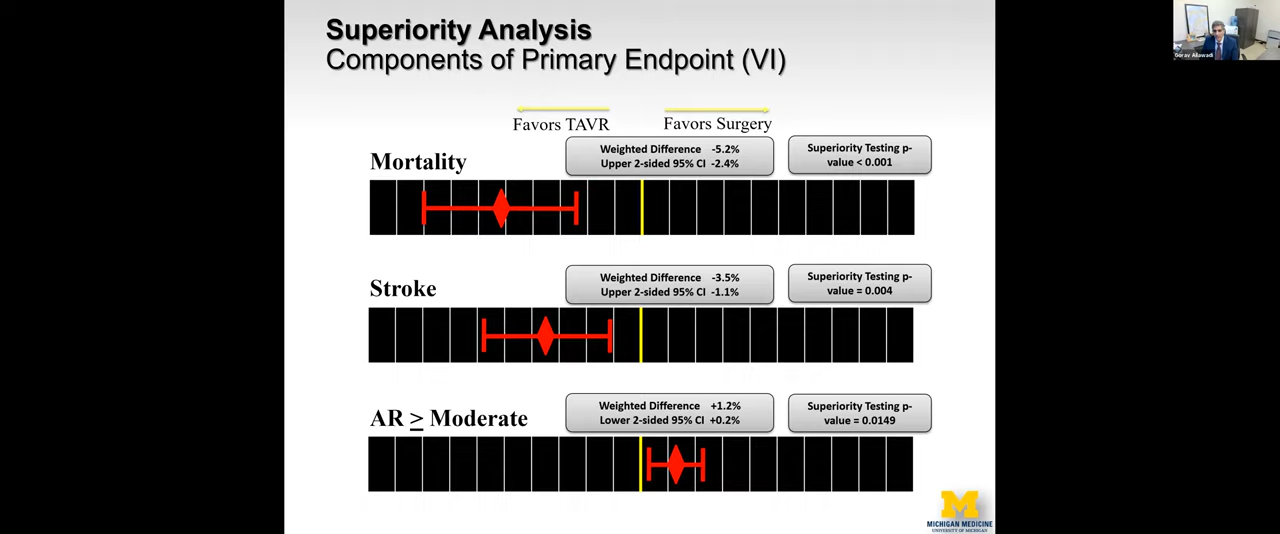 Superiority Analysis
Components of Primary Endpoint (VI)
Gorav Ailawadi
Favors TAVR
Favors Surgery
Mortality
Weighted Difference -5.2%
Upper 2-sided 95% CI -2.4%
Superiority Testing p-
value < 0.001
Stroke
Weighted Difference -3.5%
Upper 2-sided 95% CI -1.1%
Superiority Testing p-
value = 0.004
AR ≥ Moderate
Weighted Difference +1.2%
Lower 2-sided 95% CI +0.2%
Superiority Testing p-
value = 0.0149
M
MICHIGAN MEDICINE
UNIVERSITY OF MICHIGAN